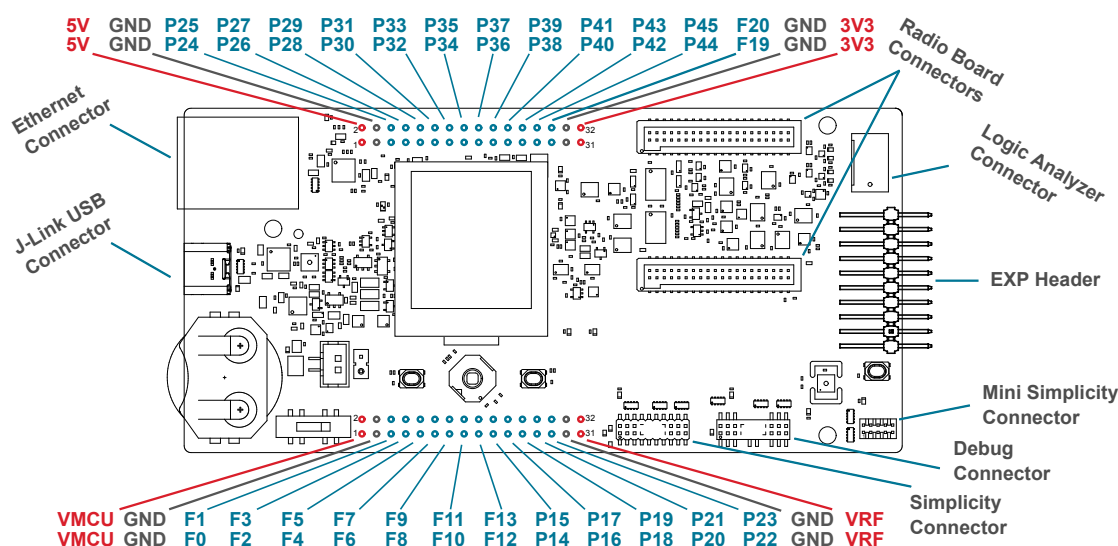 5V GND P25 P27 P29 P31 P33 P35 P37 P39 P41 P43 P45 F20 GND 3V3
5V GND P24 P26 P28 P30 P32 P34 P36 P38 P40 P42 P44 F19 GND 3V3
Radio Board
Connectors
Ethernet
Connector
2
32
1
31
Logic Analyzer
Connector
J-Link USB
Connector
EXP Header
Mini Simplicity
Connector
2
32
1
31
Debug
Connector
Simplicity
Connector
VMCU GND F1 F3 F5 F7 F9 F11 F13 P15 P17 P19 P21 P23 GND VRF
VMCU GND F0 F2 F4 F6 F8 F10 F12 P14 P16 P18 P20 P22 GND VRF